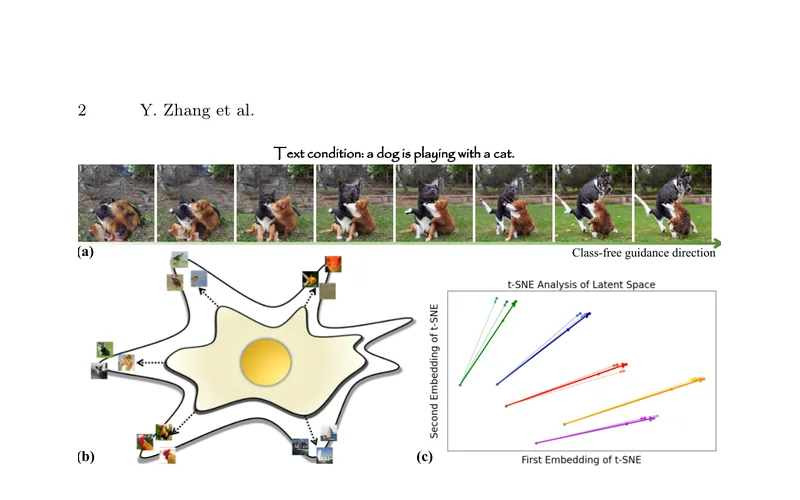 2 Y. Zhang et al.
Text condition: a dog is playing with a cat.
(a)
Class-free guidance direction
t-SNE Analysis of Latent Space
Second Embedding of t-SNE
(b)
(c)
First Embedding of t-SNE